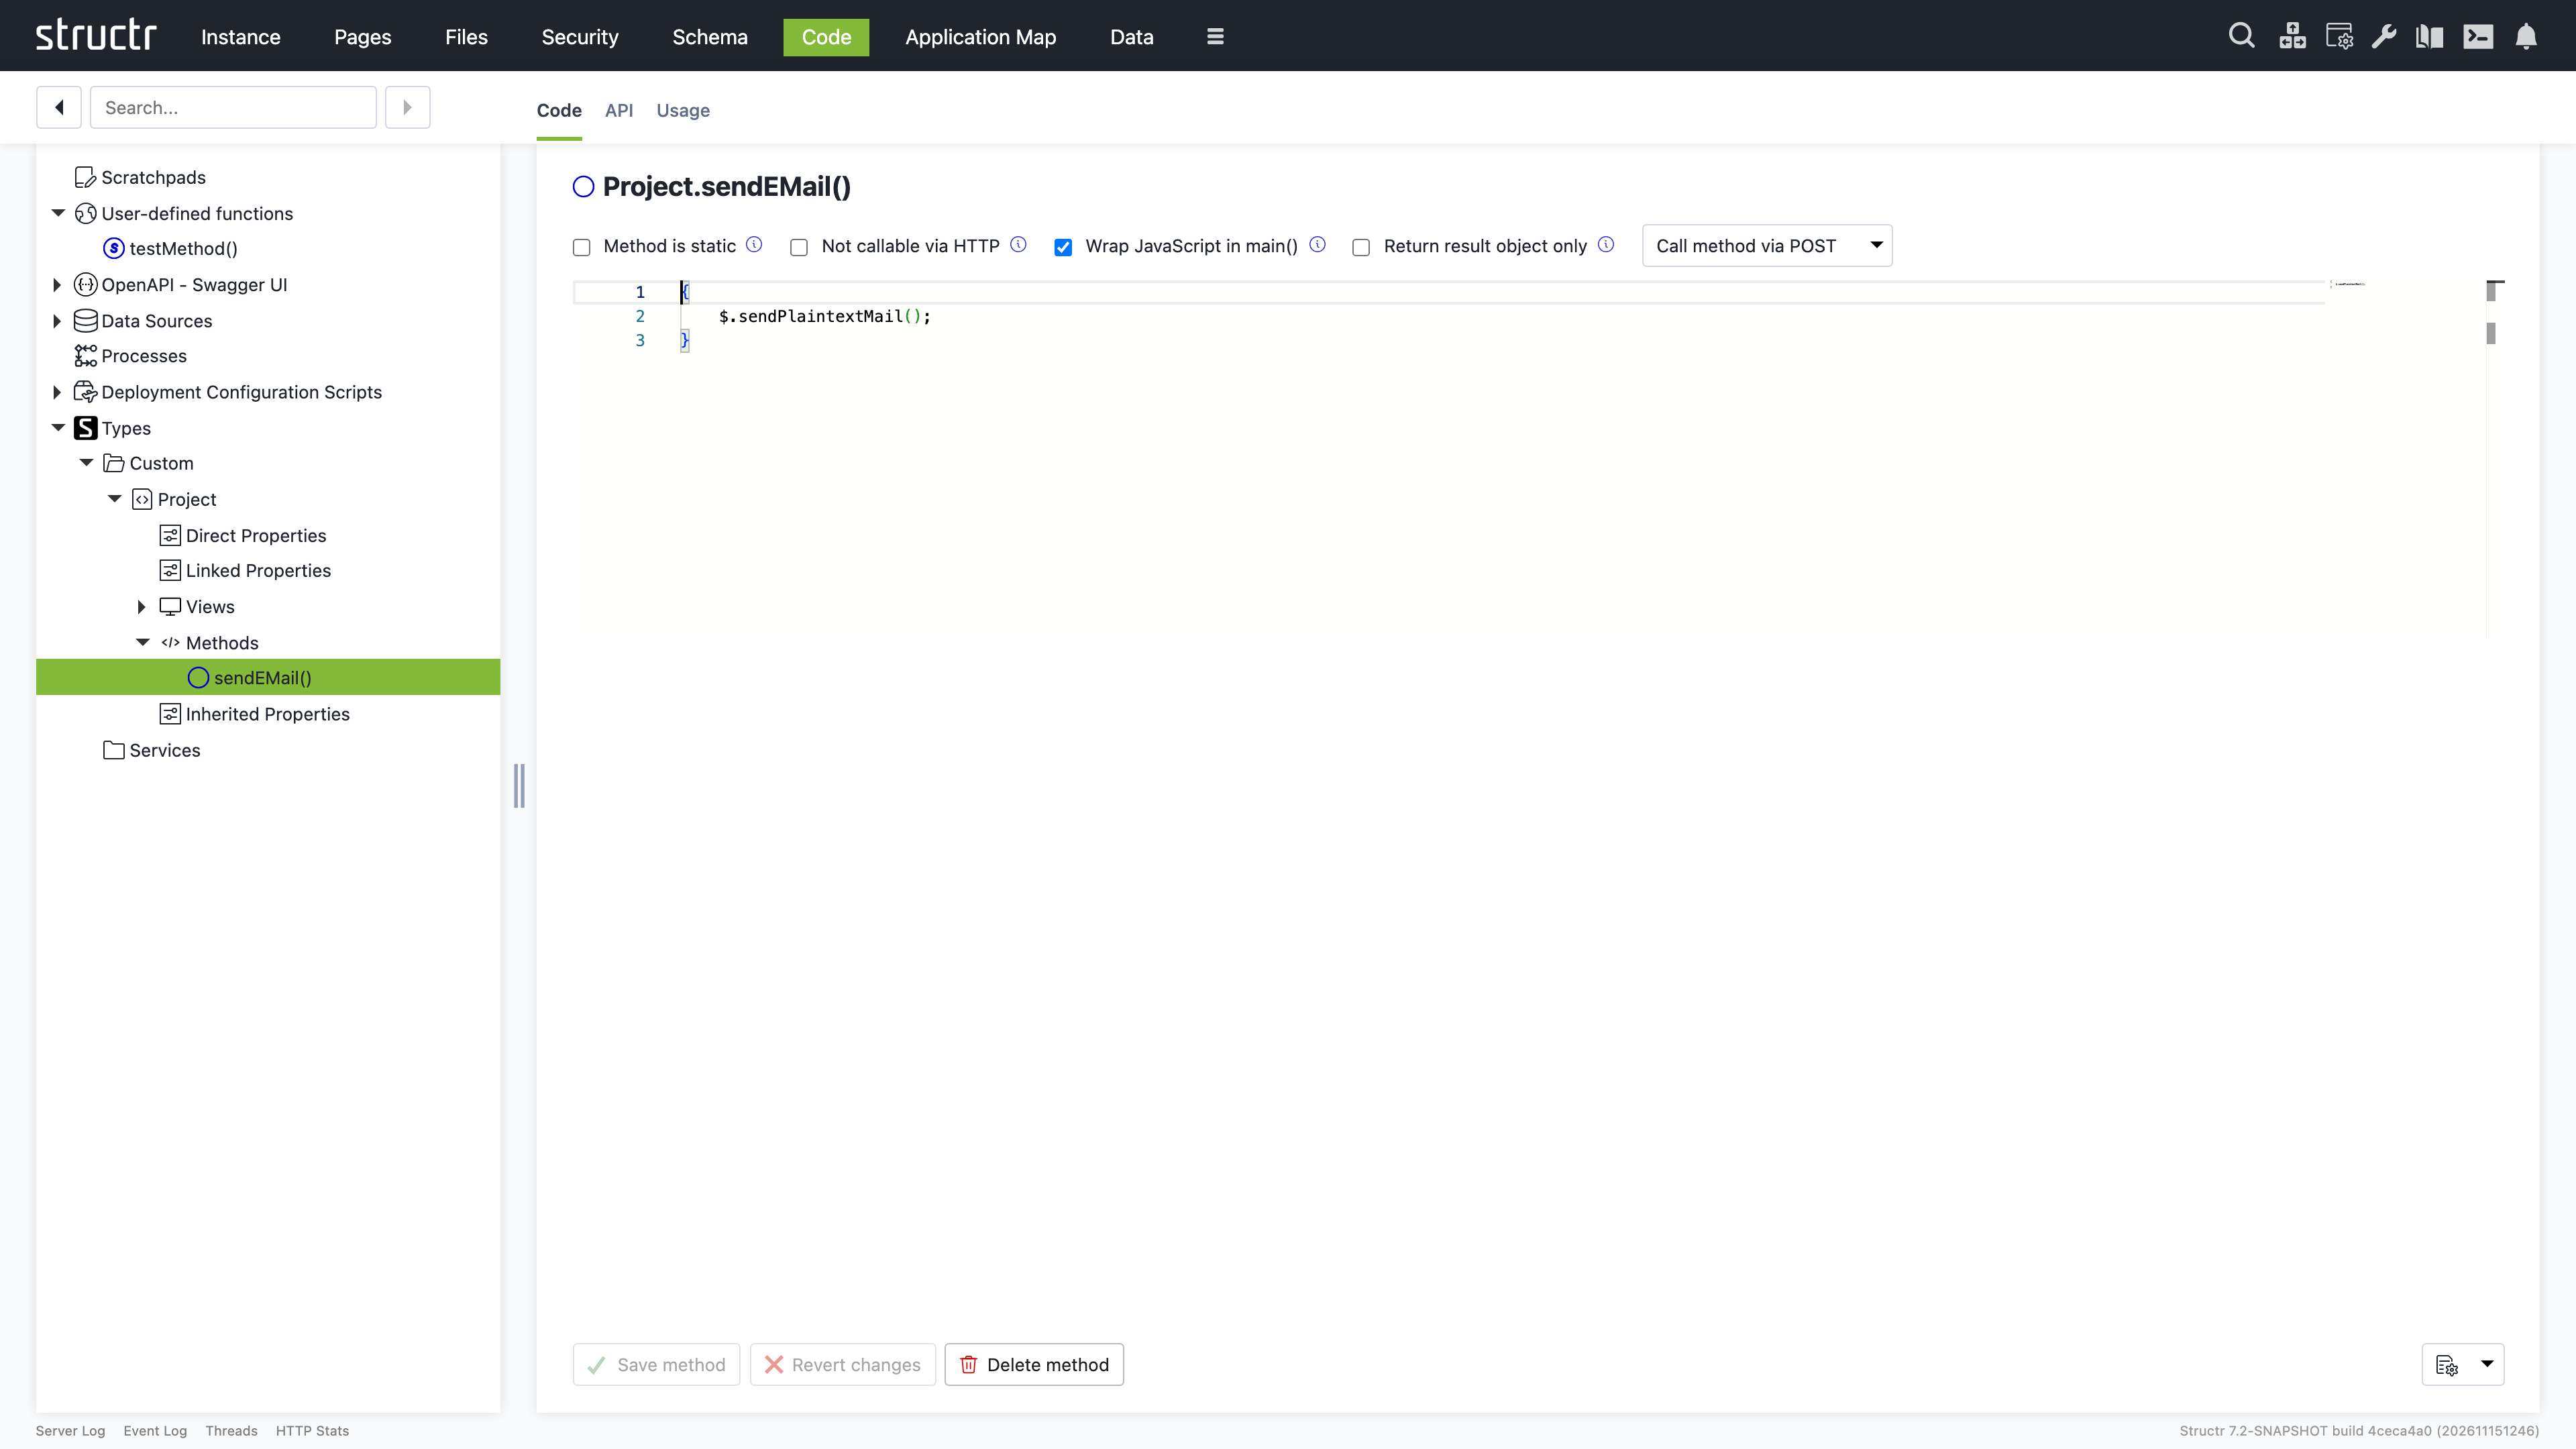 structr Instance Pages Files Security Schema Code Application Map Data
Search...
Code API Usage
Scratchpads
User-defined functions
testMethod()
OpenAPI - Swagger UI
Data Sources
Processes
Deployment Configuration Scripts
Types
Custom
Project
Direct Properties
Linked Properties
Views
Methods
sendEMail()
Inherited Properties
Services
Project.sendEMail()
Method is static Not callable via HTTP Wrap JavaScript in main() Return result object only Call method via POST
1 {
2 $.sendPlaintextMail();
3 }
Save method Revert changes Delete method
Server Log Event Log Threads HTTP Stats
Structr 7.2-SNAPSHOT build 4ceca4a0 (202611151246)